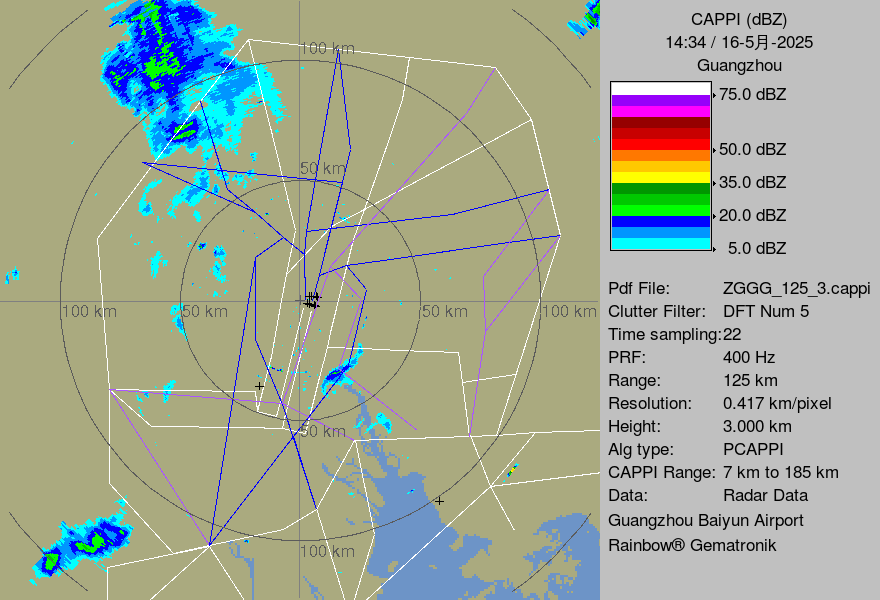 100 km
50 km
100 km
50 km
50 km
100 km
50 km
100 km
CAPPI (dBZ)
14:34 / 16-5月-2025
Guangzhou
75.0 dBZ
50.0 dBZ
35.0 dBZ
20.0 dBZ
5.0 dBZ
Pdf File: ZGGG_125_3.cappi
Clutter Filter: DFT Num 5
Time sampling:22
PRF: 400 Hz
Range: 125 km
Resolution: 0.417 km/pixel
Height: 3.000 km
Alg type: PCAPPI
CAPPI Range: 7 km to 185 km
Data: Radar Data
Guangzhou Baiyun Airport
Rainbow® Gematronik